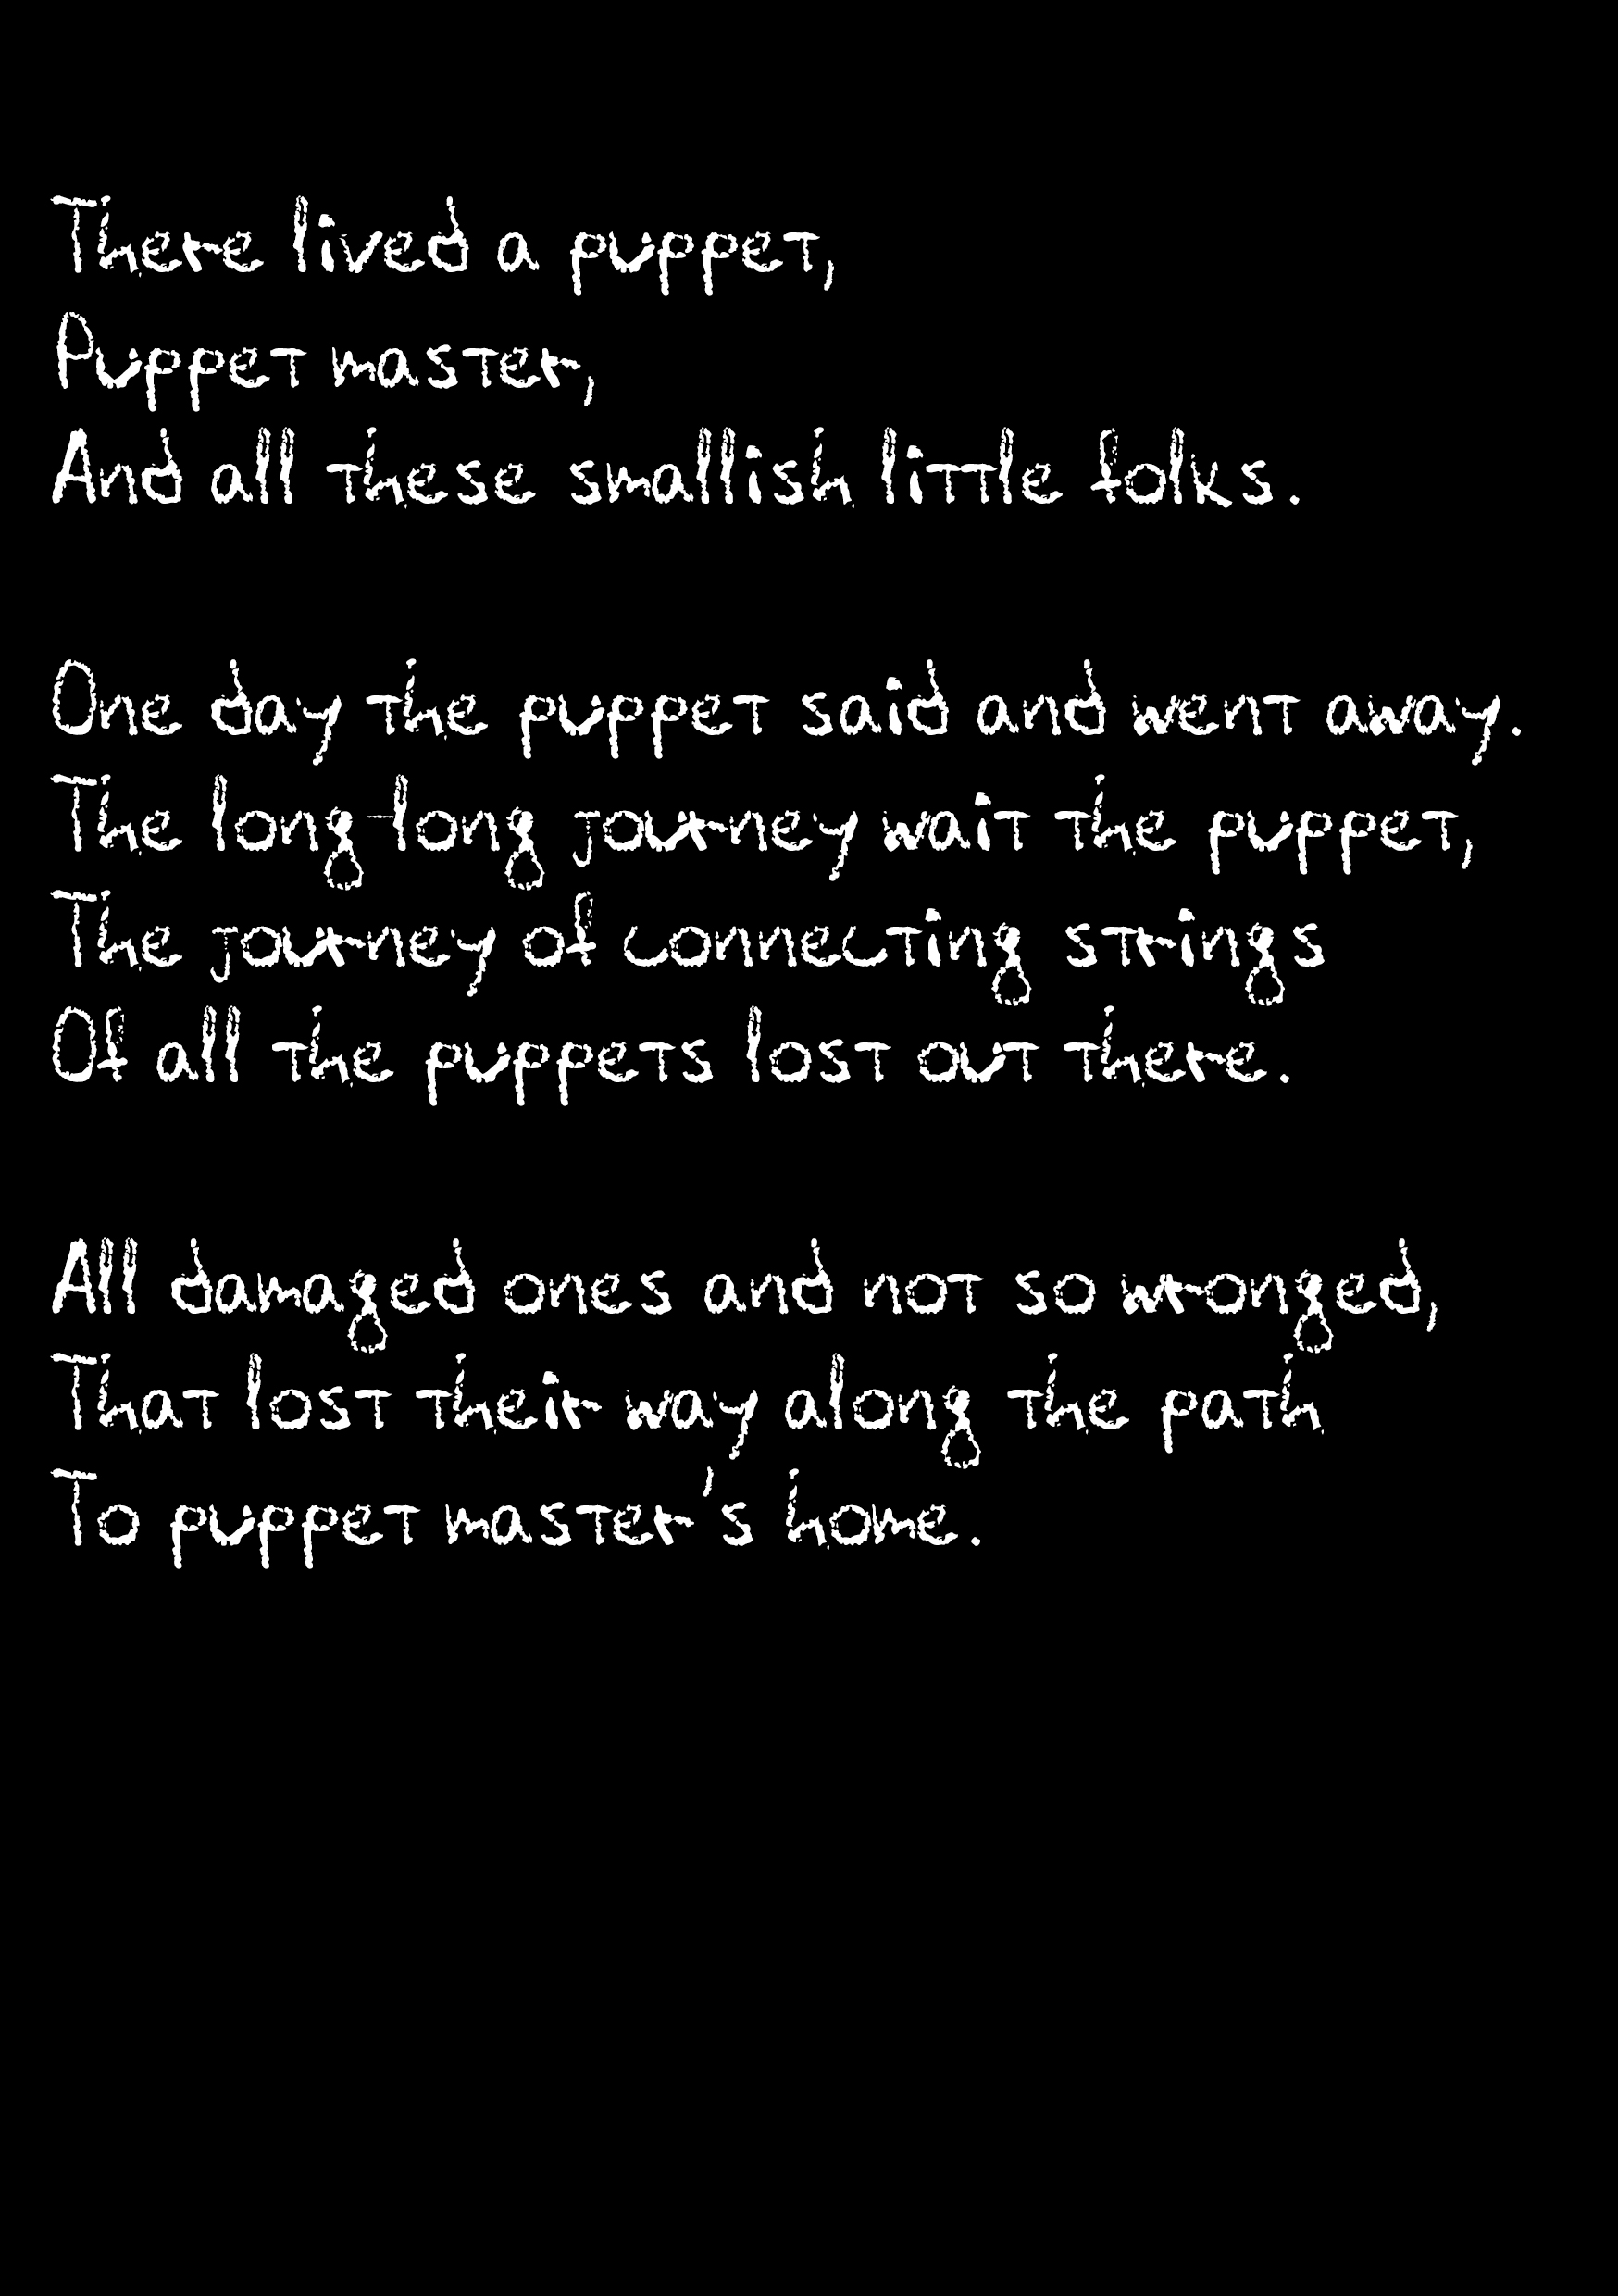 There lived a puppet,
Puppet master,
And all these smallish little folks.
One day the puppet said and went away.
The long-long journey wait the puppet,
The journey of connecting strings
Of all the puppets lost out there.
All damaged ones and not so wronged,
That lost their way along the path
To puppet master's home.